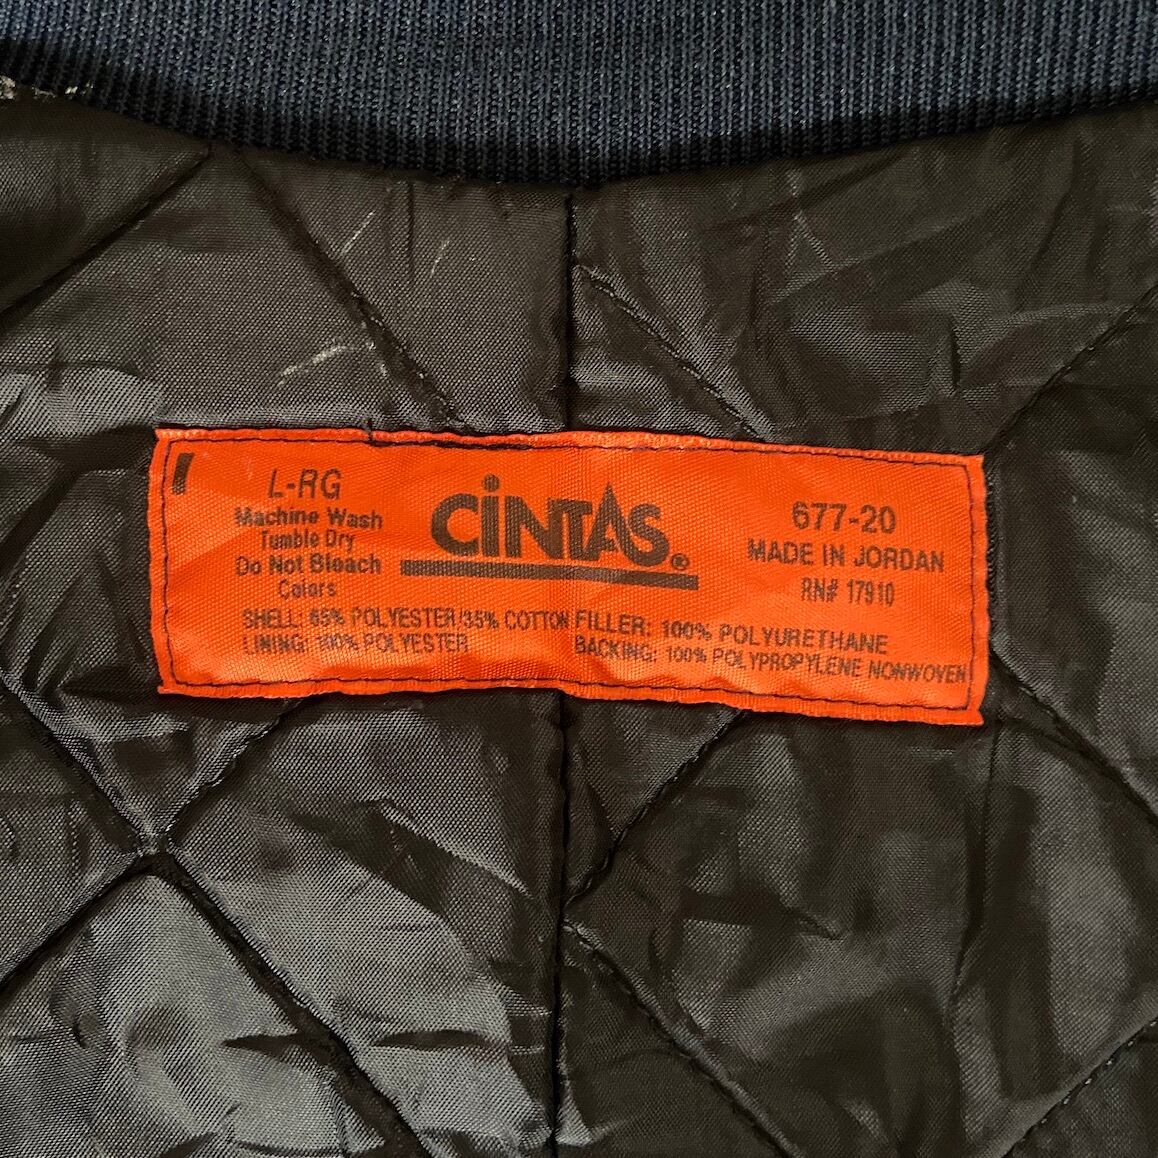 L-RG
Machine Wash
Tumble Dry
Do Not Bleach
Colors
CiNTAS®
677-20
MADE IN JORDAN
RN# 17910
SHELL: 65% POLYESTER/35% COTTON FILLER: 100% POLYURETHANE
LINING: 100% POLYESTER BACKING: 100% POLYPROPYLENE NONWOVEN